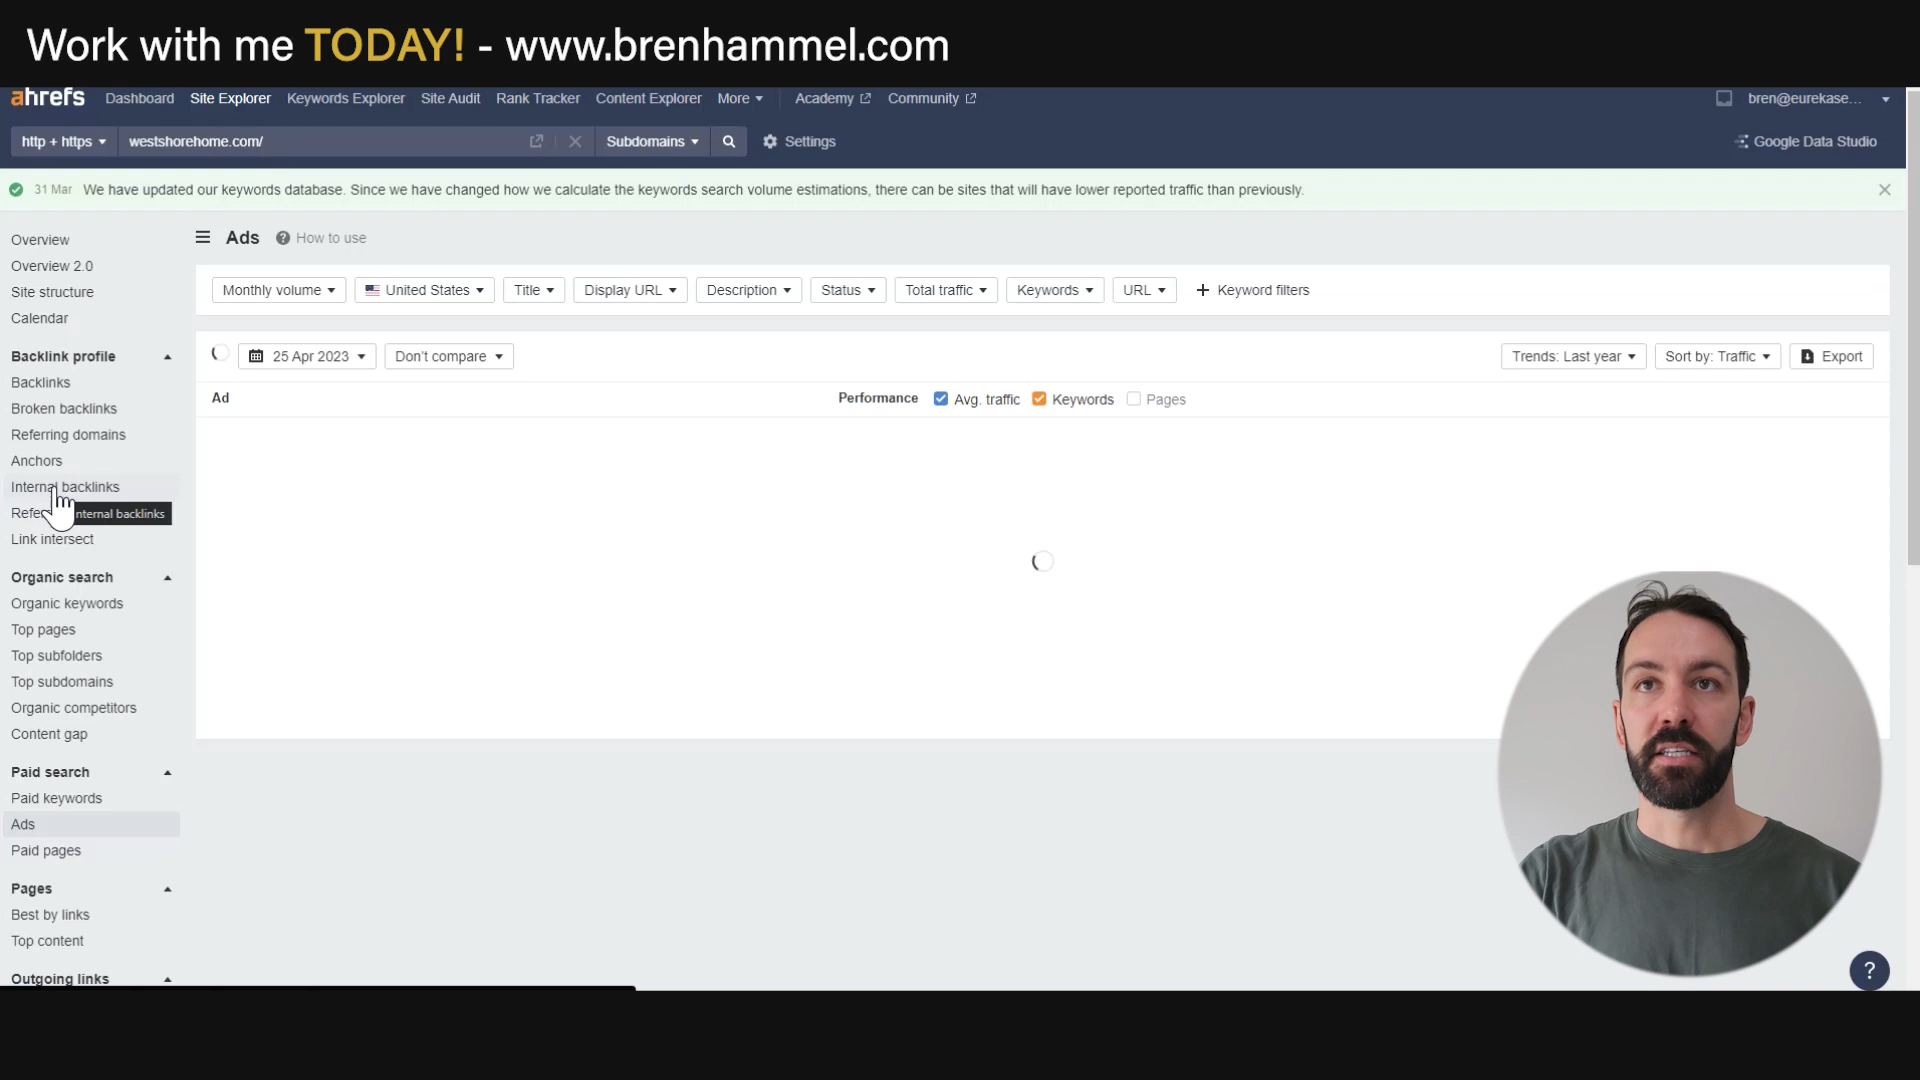 Work with me TODAY! - www.brenhammel.com
ahrefs Dashboard Site Explorer Keywords Explorer Site Audit Rank Tracker Content Explorer More Academy Community bren@eurekase...
http + https westshorehome.com/ Subdomains Settings Google Data Studio
31 Mar We have updated our keywords database. Since we have changed how we calculate the keywords search volume estimations, there can be sites that will have lower reported traffic than previously.
Overview
Overview 2.0
Site structure
Calendar
Backlink profile
Backlinks
Broken backlinks
Referring domains
Anchors
Internal backlinks
Refe
nternal backlinks
Link intersect
Organic search
Organic keywords
Top pages
Top subfolders
Top subdomains
Organic competitors
Content gap
Paid search
Paid keywords
Ads
Paid pages
Pages
Best by links
Top content
Outgoing links
Ads ? How to use
Monthly volume United States Title Display URL Description Status Total traffic Keywords URL + Keyword filters
25 Apr 2023 Don't compare Trends: Last year Sort by: Traffic Export
Ad Performance Avg. traffic Keywords Pages
?